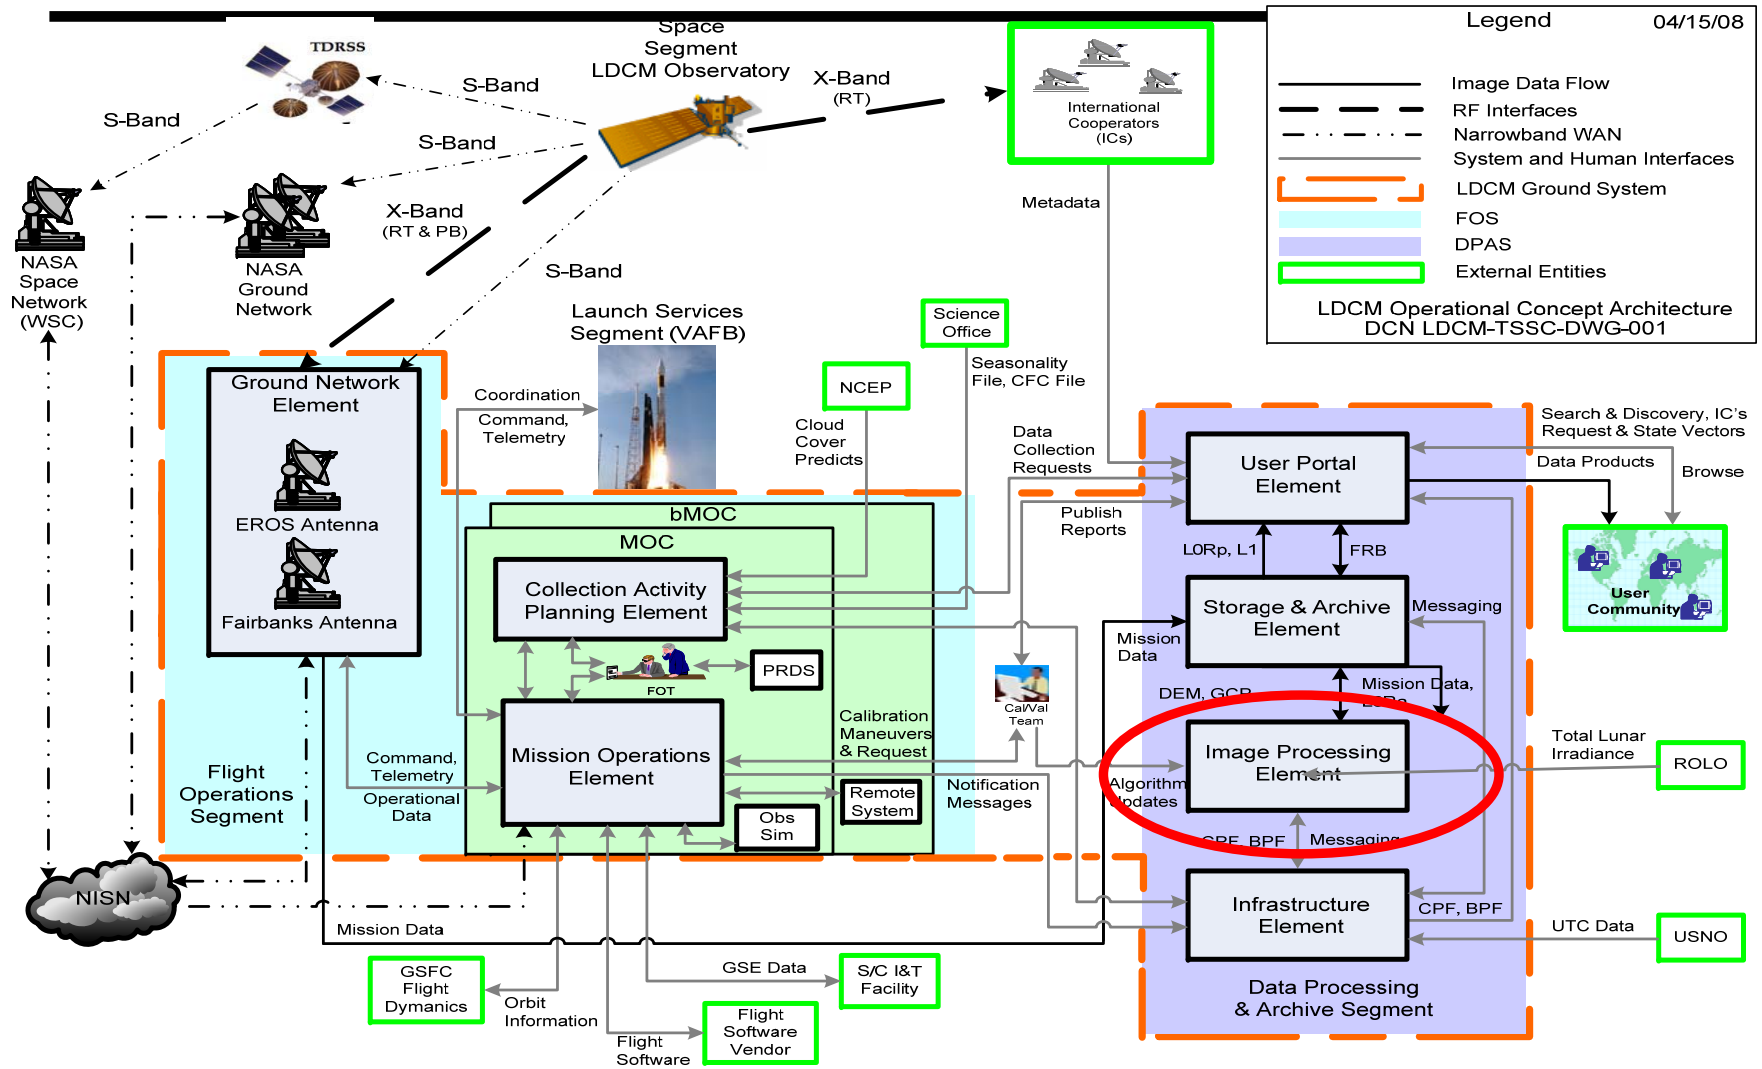 Legend
04/15/08
Image Data Flow
RF Interfaces
Narrowband WAN
System and Human Interfaces
LDCM Ground System
FOS
DPAS
External Entities
LDCM Operational Concept Architecture
DCN LDCM-TSSC-DWG-001
Space
Segment
LDCM Observatory
TDRSS
S-Band
S-Band
S-Band
S-Band
X-Band
(RT)
X-Band
(RT & PB)
International
Cooperators
(ICs)
Metadata
NASA
Space
Network
(WSC)
NASA
Ground
Network
Launch Services
Segment (VAFB)
Science
Office
Seasonality
File, CFC File
NCEP
Cloud
Cover
Predicts
Coordination
Command,
Telemetry
Ground Network
Element
EROS Antenna
Fairbanks Antenna
Data
Collection
Requests
Publish
Reports
User Portal
Element
Search & Discovery, IC's
Request & State Vectors
Data Products
Browse
User
Community
L0Rp, L1
FRB
bMOC
MOC
Collection Activity
Planning Element
FOT
PRDS
Storage & Archive
Element
Messaging
Mission
Data
Mission Data,
DEM, GCP
Cal/Val
Team
Calibration
Maneuvers
& Request
Mission Operations
Element
Command,
Telemetry
Operational
Data
Flight
Operations
Segment
Remote
System
Obs
Sim
Notification
Messages
Algorithm
Updates
Image Processing
Element
Total Lunar
Irradiance
ROLO
CPF, BPF
Messaging
Infrastructure
Element
CPF, BPF
UTC Data
USNO
NISN
Mission Data
GSFC
Flight
Dymanics
Orbit
Information
GSE Data
S/C I&T
Facility
Flight
Software
Flight
Software
Vendor
Data Processing
& Archive Segment